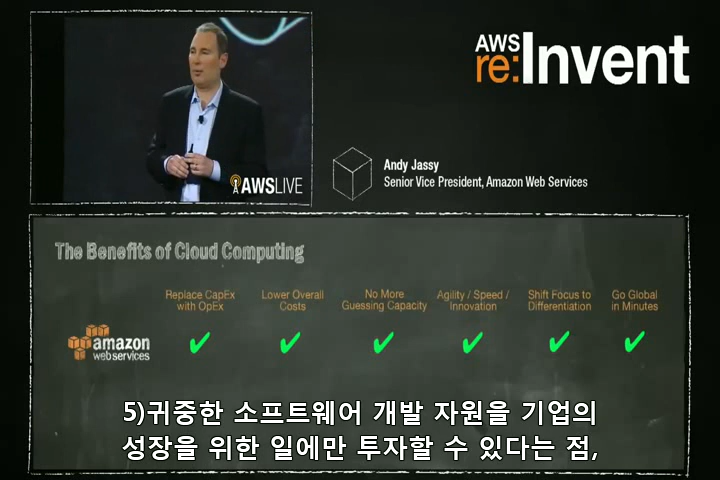 AWS
re:Invent
AWSLIVE
Andy Jassy
Senior Vice President, Amazon Web Services
The Benefits of Cloud Computing
Replace CapEx
with OpEx
Lower Overall
Costs
No More
Guessing Capacity
Agility / Speed /
Innovation
Shift Focus to
Differentiation
Go Global
in Minutes
amazon
webservices
5)귀중한 소프트웨어 개발 자원을 기업의
성장을 위한 일에만 투자할 수 있다는 점,